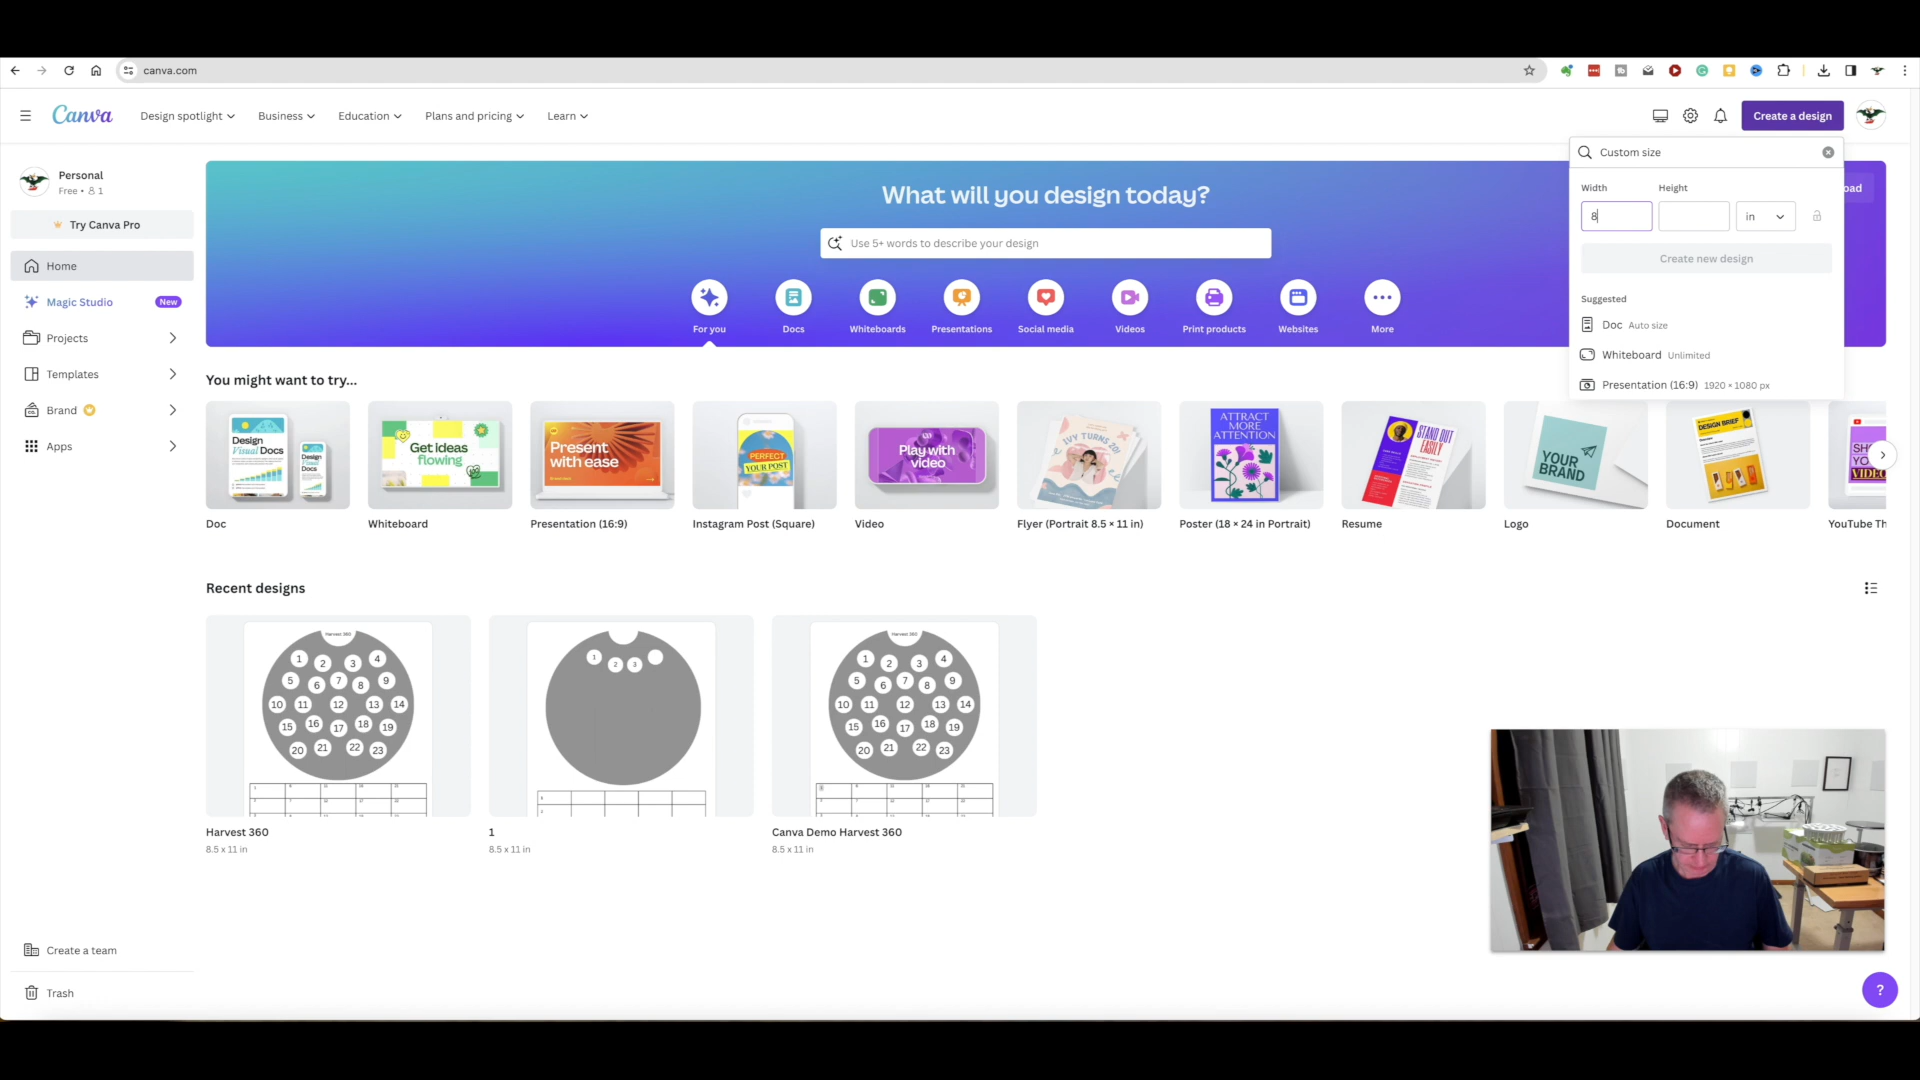 canva.com
Canva
Design spotlight
Business
Education
Plans and pricing
Learn
Create a design
Custom size
Personal
Free • 1
Try Canva Pro
Home
Magic Studio
New
Projects
Templates
Brand
Apps
Create a team
Trash
What will you design today?
Use 5+ words to describe your design
For you
Docs
Whiteboards
Presentations
Social media
Videos
Print products
Websites
More
oad
Width
Height
8
in
Create new design
Suggested
Doc Auto size
Whiteboard Unlimited
Presentation (16:9) 1920 × 1080 px
You might want to try...
Design
Visual Docs
Design
Visual Docs
Get ideas
flowing
Present
with ease
PERFECT
YOUR POST
Play with
video
IVY TURNS 20!
ATTRACT
MORE
ATTENTION
STAND OUT
EASILY
YOUR
BRAND
DESIGN BRIEF
Doc
Whiteboard
Presentation (16:9)
Instagram Post (Square)
Video
Flyer (Portrait 8.5 × 11 in)
Poster (18 × 24 in Portrait)
Resume
Logo
Document
YouTube Th
Recent designs
Harvest 360
1 2 3 4
5 6 7 8 9
10 11 12 13 14
15 16 17 18 19
20 21 22 23
1 2 3
Harvest 360
1 2 3 4
5 6 7 8 9
10 11 12 13 14
15 16 17 18 19
20 21 22 23
Harvest 360
8.5 x 11 in
1
8.5 x 11 in
Canva Demo Harvest 360
8.5 x 11 in
?